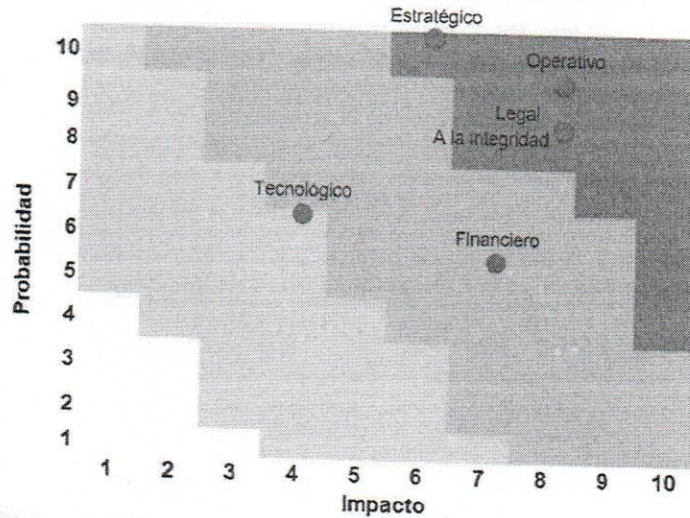 Estratégico
10
Operativo
9
Legal
8
A la integridad
7
Tecnológico
6
Financiero
5
Probabilidad
4
3
2
1
1 2 3 4 5 6 7 8 9 10
Impacto